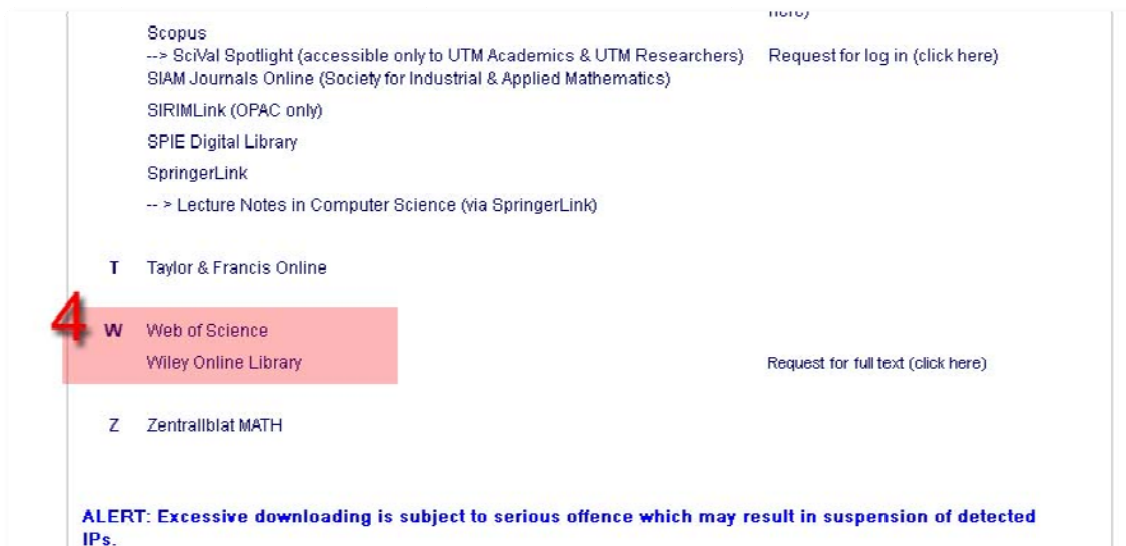 here)
Scopus
--> SciVal Spotlight (accessible only to UTM Academics & UTM Researchers) Request for log in (click here)
SIAM Journals Online (Society for Industrial & Applied Mathematics)
SIRIMLink (OPAC only)
SPIE Digital Library
SpringerLink
-- > Lecture Notes in Computer Science (via SpringerLink)
T Taylor & Francis Online
4
W Web of Science
Wiley Online Library Request for full text (click here)
Z Zentrallblat MATH
ALERT: Excessive downloading is subject to serious offence which may result in suspension of detected
IPs.